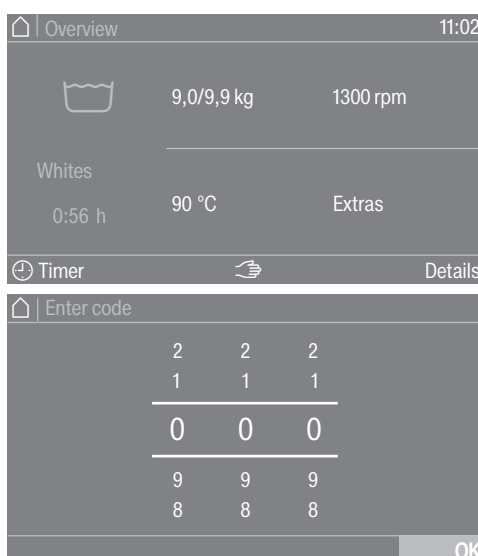 Overview 11:02
9,0/9,9 kg 1300 rpm
Whites
90 °C Extras
0:56 h
Timer Details
Enter code
2 2 2
1 1 1
0 0 0
9 9 9
8 8 8
OK